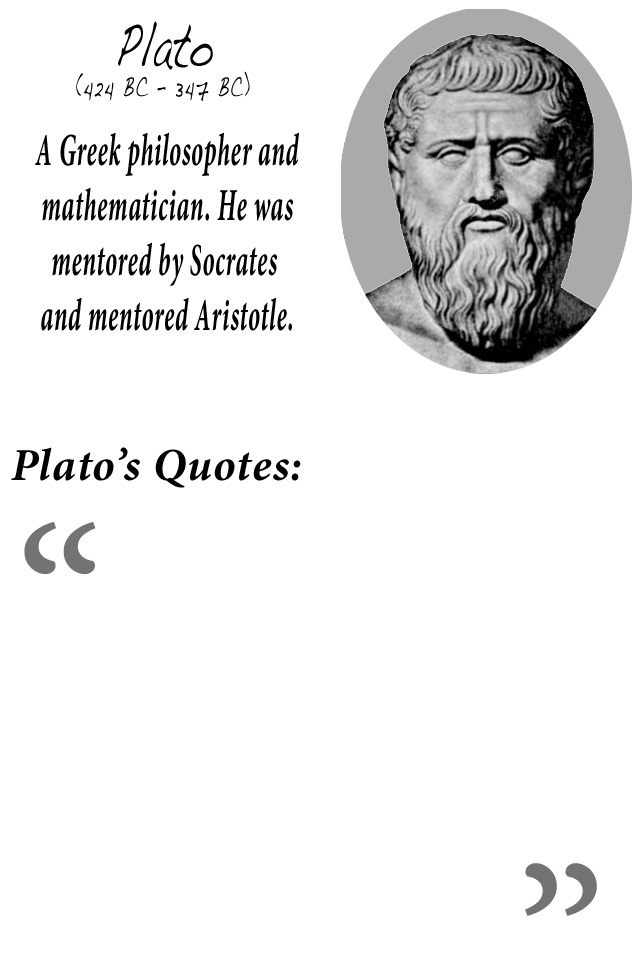 Plato
(424 BC - 347 BC)
A Greek philosopher and
mathematician. He was
mentored by Socrates
and mentored Aristotle.
Plato’s Quotes:
“
”